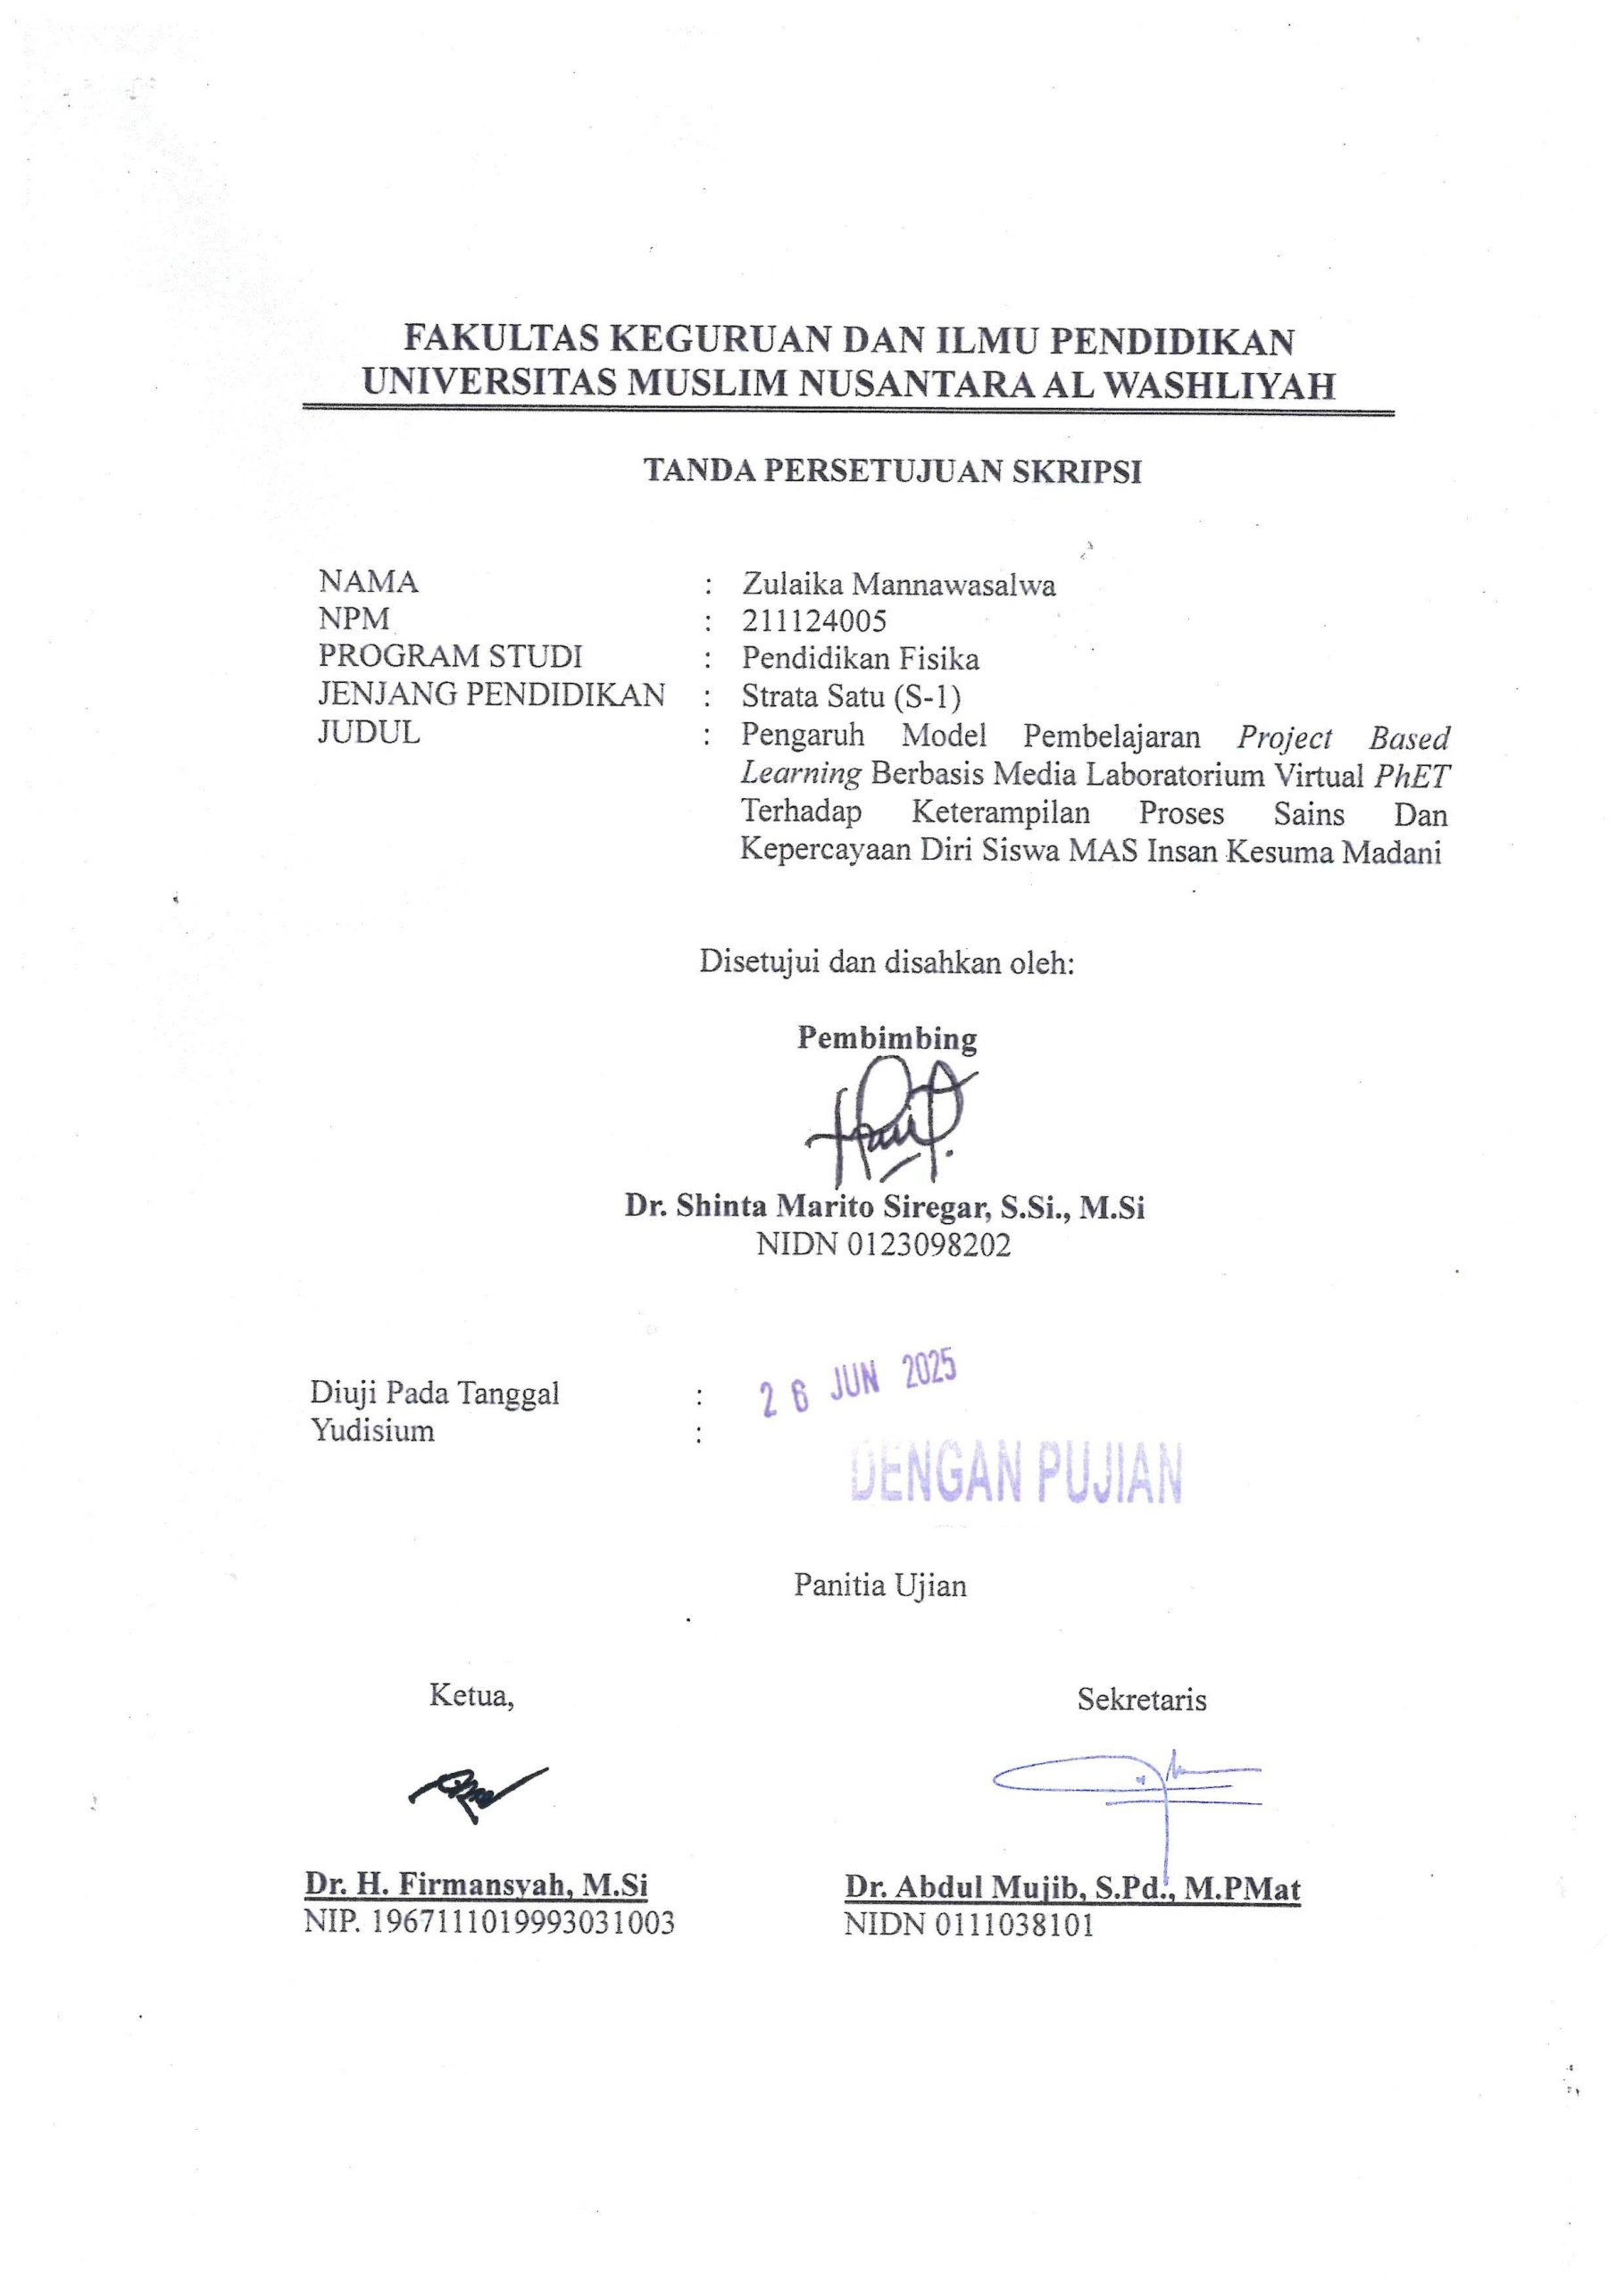 FAKULTAS KEGURUAN DAN ILMU PENDIDIKAN
UNIVERSITAS MUSLIM NUSANTARA AL WASHLIYAH
TANDA PERSETUJUAN SKRIPSI
NAMA : Zulaika Mannawasalwa
NPM : 211124005
PROGRAM STUDI : Pendidikan Fisika
JENJANG PENDIDIKAN : Strata Satu (S-1)
JUDUL : Pengaruh Model Pembelajaran Project Based
Learning Berbasis Media Laboratorium Virtual PhET
Terhadap Keterampilan Proses Sains Dan
Kepercayaan Diri Siswa MAS Insan Kesuma Madani
Disetujui dan disahkan oleh:
Pembimbing
Dr. Shinta Marito Siregar, S.Si., M.Si
NIDN 0123098202
Diuji Pada Tanggal : 26 JUN 2025
Yudisium :
DENGAN PUJIAN
Panitia Ujian
Ketua, Sekretaris
Dr. H. Firmansyah, M.Si Dr. Abdul Mujib, S.Pd., M.PMat
NIP. 1967111019993031003 NIDN 0111038101